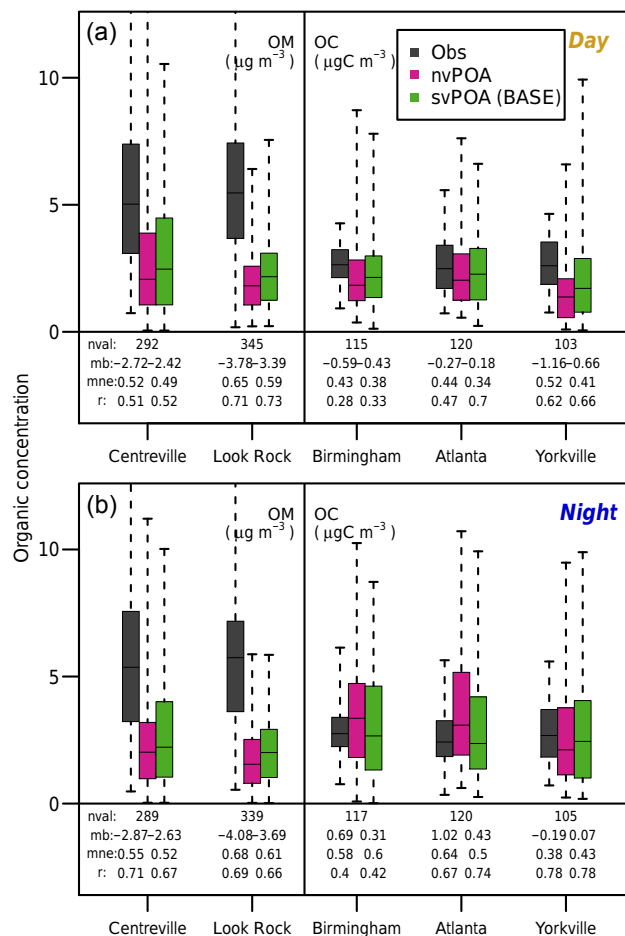 Organic concentration
(a)
OM
( μg m−3 )
OC
( μgC m−3 )
Day
Obs
nvPOA
svPOA (BASE)
10
5
0
nval: 292 345 115 120 103
mb: −2.72 −2.42 −3.78 −3.39 −0.59 −0.43 −0.27 −0.18 −1.16 −0.66
mne: 0.52 0.49 0.65 0.59 0.43 0.38 0.44 0.34 0.52 0.41
r: 0.51 0.52 0.71 0.73 0.28 0.33 0.47 0.7 0.62 0.66
Centreville Look Rock Birmingham Atlanta Yorkville
(b)
OM
( μg m−3 )
OC
( μgC m−3 )
Night
10
5
0
nval: 289 339 117 120 105
mb: −2.87 −2.63 −4.08 −3.69 0.69 0.31 1.02 0.43 −0.19 0.07
mne: 0.55 0.52 0.68 0.61 0.58 0.6 0.64 0.5 0.38 0.43
r: 0.71 0.67 0.69 0.66 0.4 0.42 0.67 0.74 0.78 0.78
Centreville Look Rock Birmingham Atlanta Yorkville